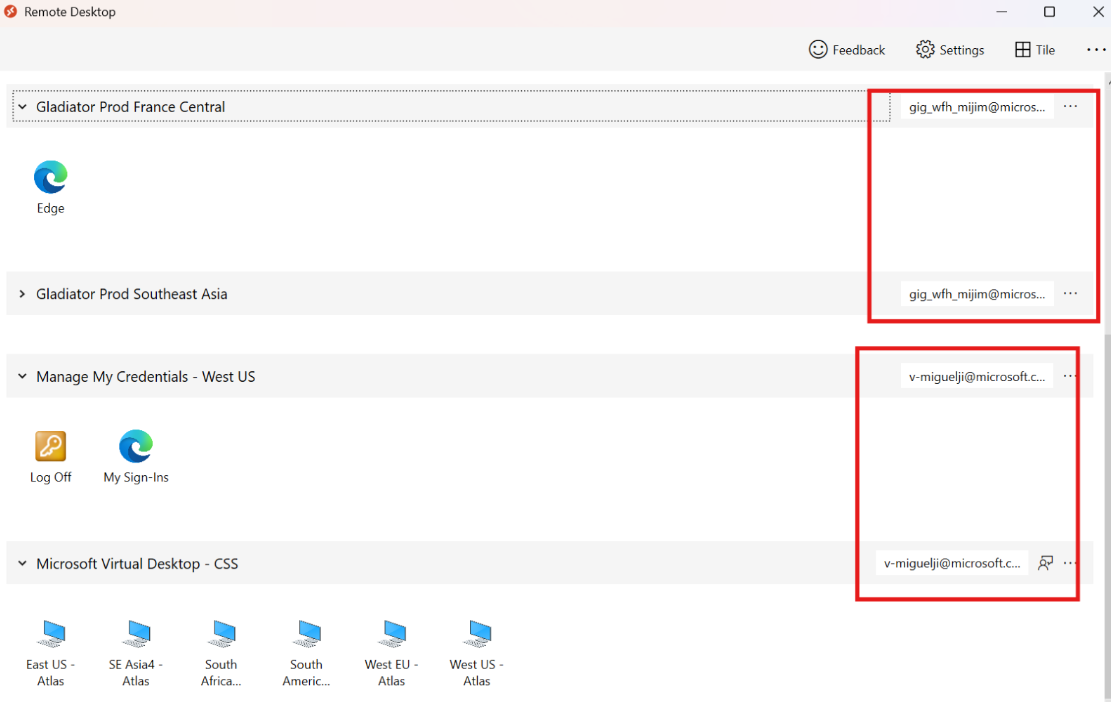 Remote Desktop
Feedback Settings Tile
Gladiator Prod France Central gig_wfh_mijim@micros...
Edge
Gladiator Prod Southeast Asia gig_wfh_mijim@micros...
Manage My Credentials - West US v-miguelji@microsoft.c...
Log Off My Sign-Ins
Microsoft Virtual Desktop - CSS v-miguelji@microsoft.c...
East US - SE Asia4 - South South West EU - West US -
Atlas Atlas Africa... Americ... Atlas Atlas